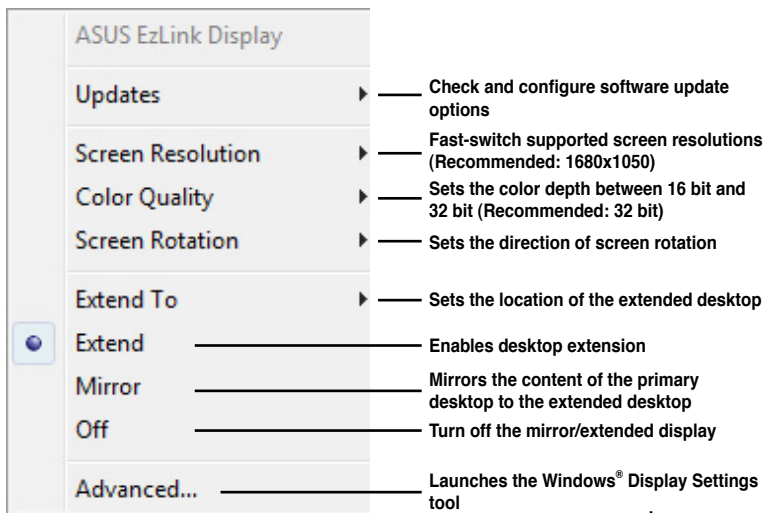 ASUS EzLink Display
Updates
Check and configure software update
options
Screen Resolution
Fast-switch supported screen resolutions
(Recommended: 1680x1050)
Color Quality
Sets the color depth between 16 bit and
32 bit (Recommended: 32 bit)
Screen Rotation
Sets the direction of screen rotation
Extend To
Sets the location of the extended desktop
Extend
Enables desktop extension
Mirror
Mirrors the content of the primary
desktop to the extended desktop
Off
Turn off the mirror/extended display
Advanced...
Launches the Windows® Display Settings
tool